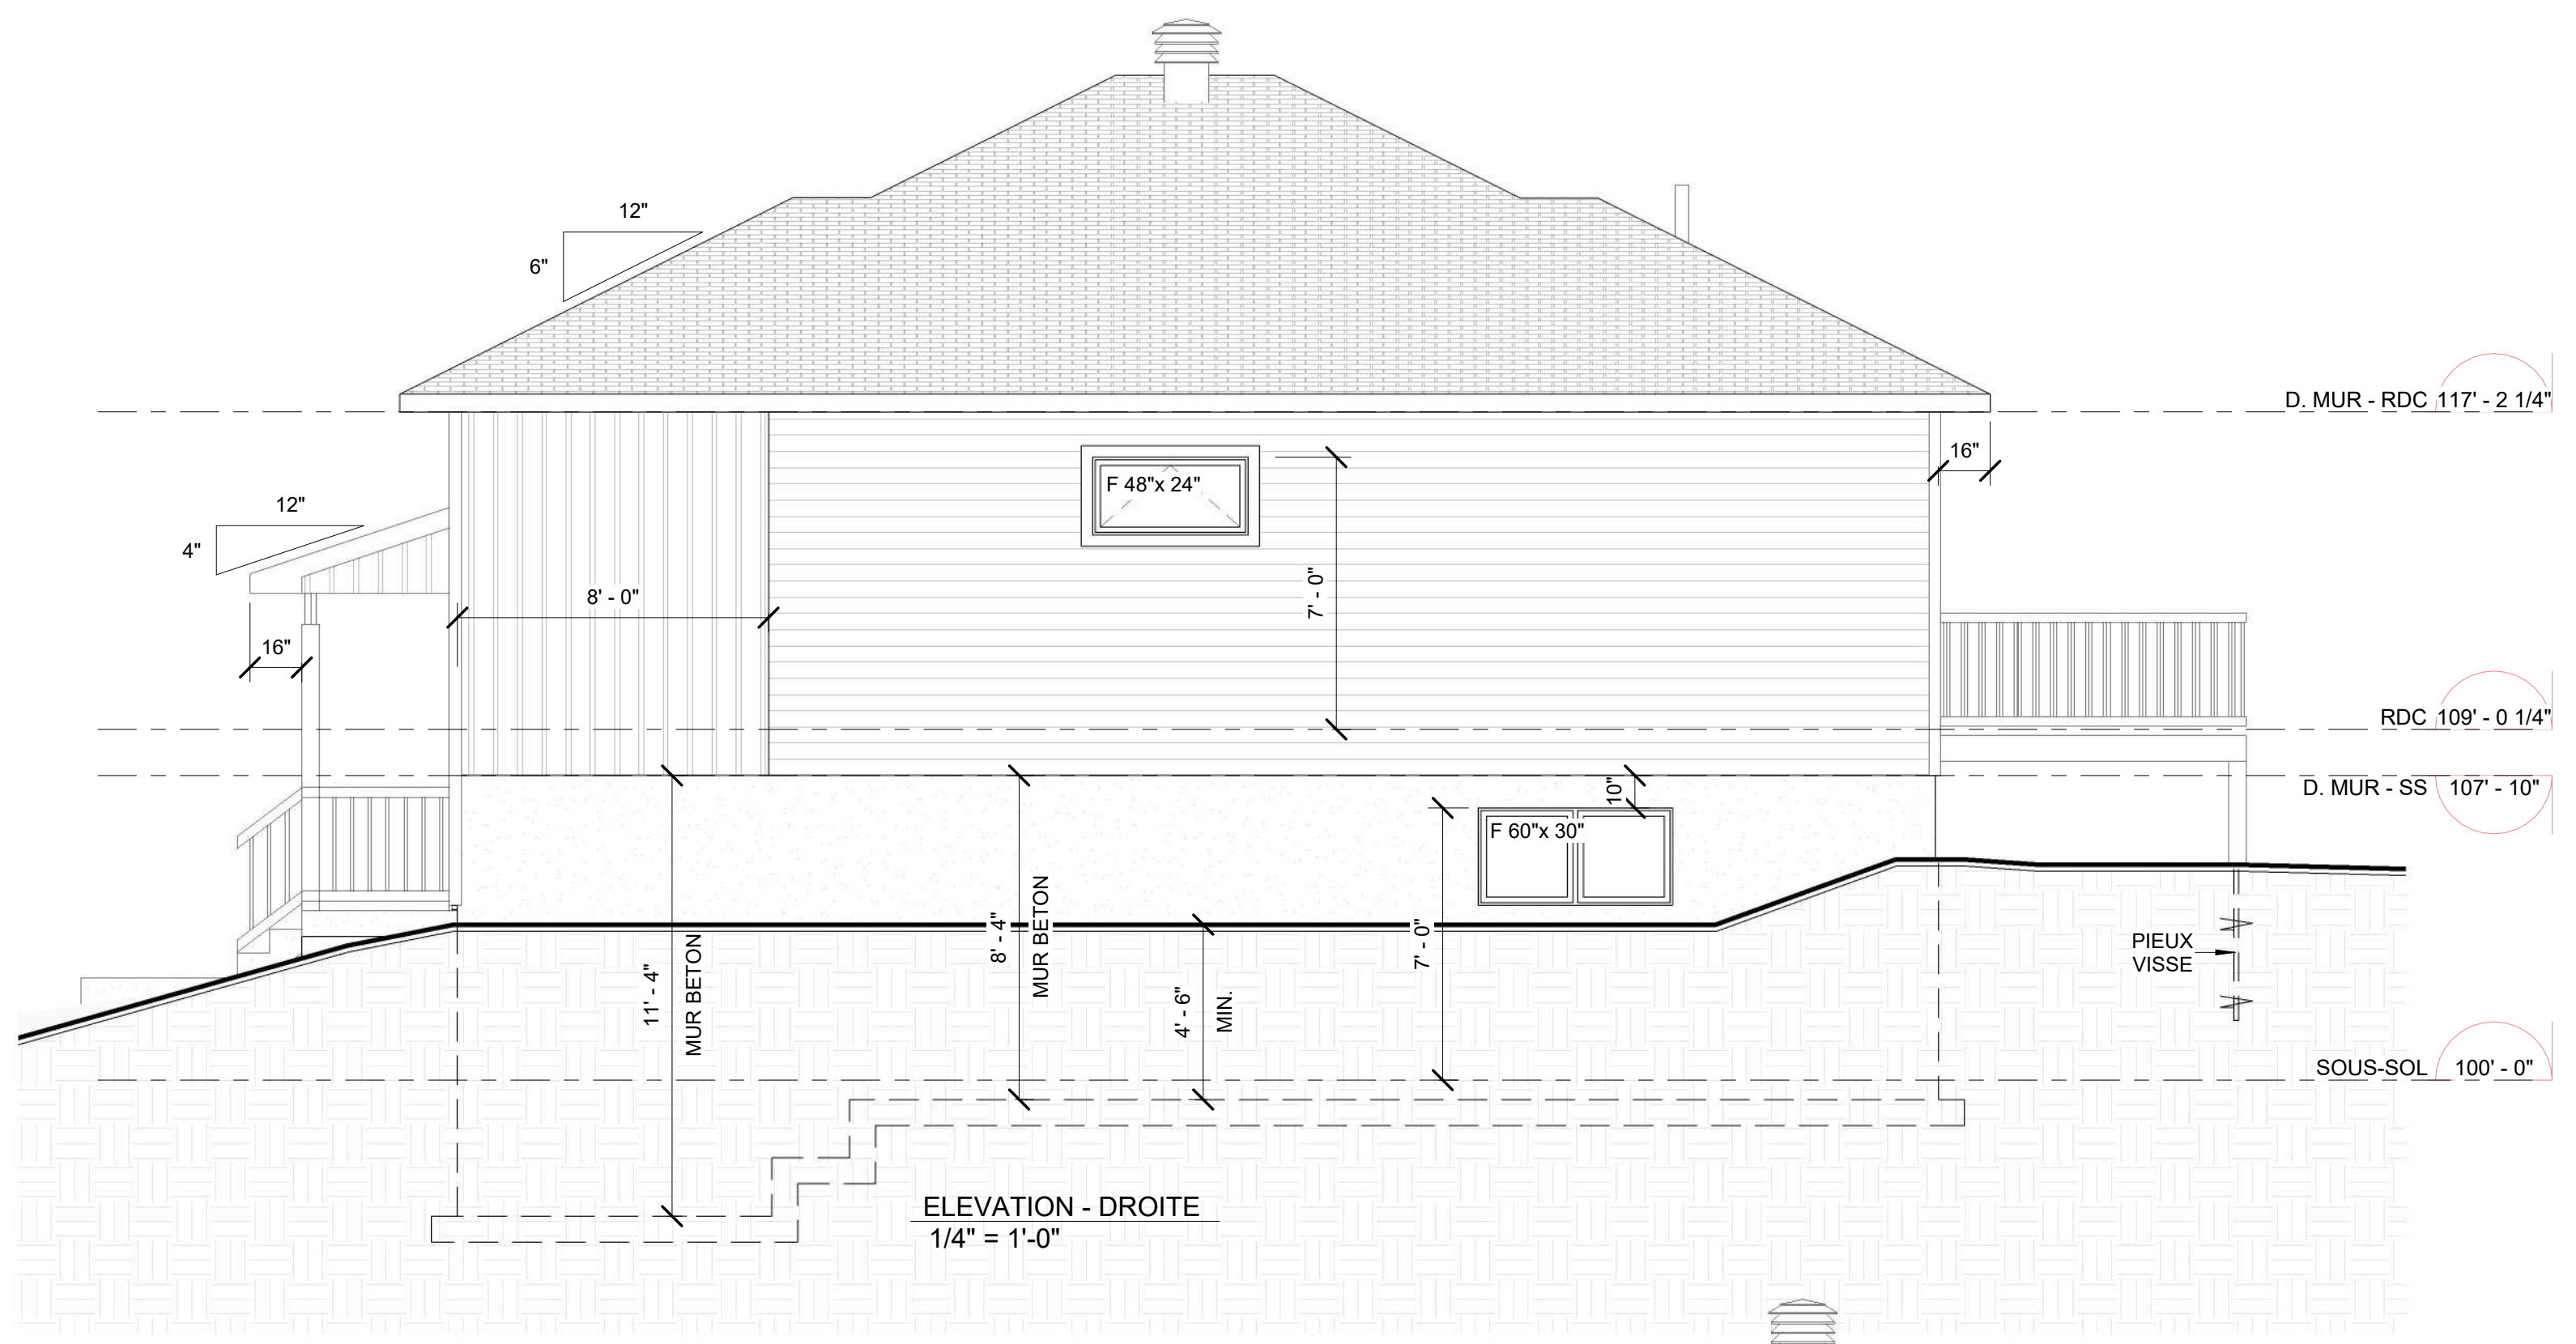 12"
6"
D. MUR - RDC 117' - 2 1/4"
16"
F 48"x 24"
12"
4"
7' - 0"
8' - 0"
16"
RDC 109' - 0 1/4"
D. MUR - SS 107' - 10"
10"
F 60"x 30"
8' - 4"
MUR BETON
7' - 0"
PIEUX
VISSE
11' - 4"
MUR BETON
4' - 6"
MIN.
SOUS-SOL 100' - 0"
ELEVATION - DROITE
1/4" = 1'-0"